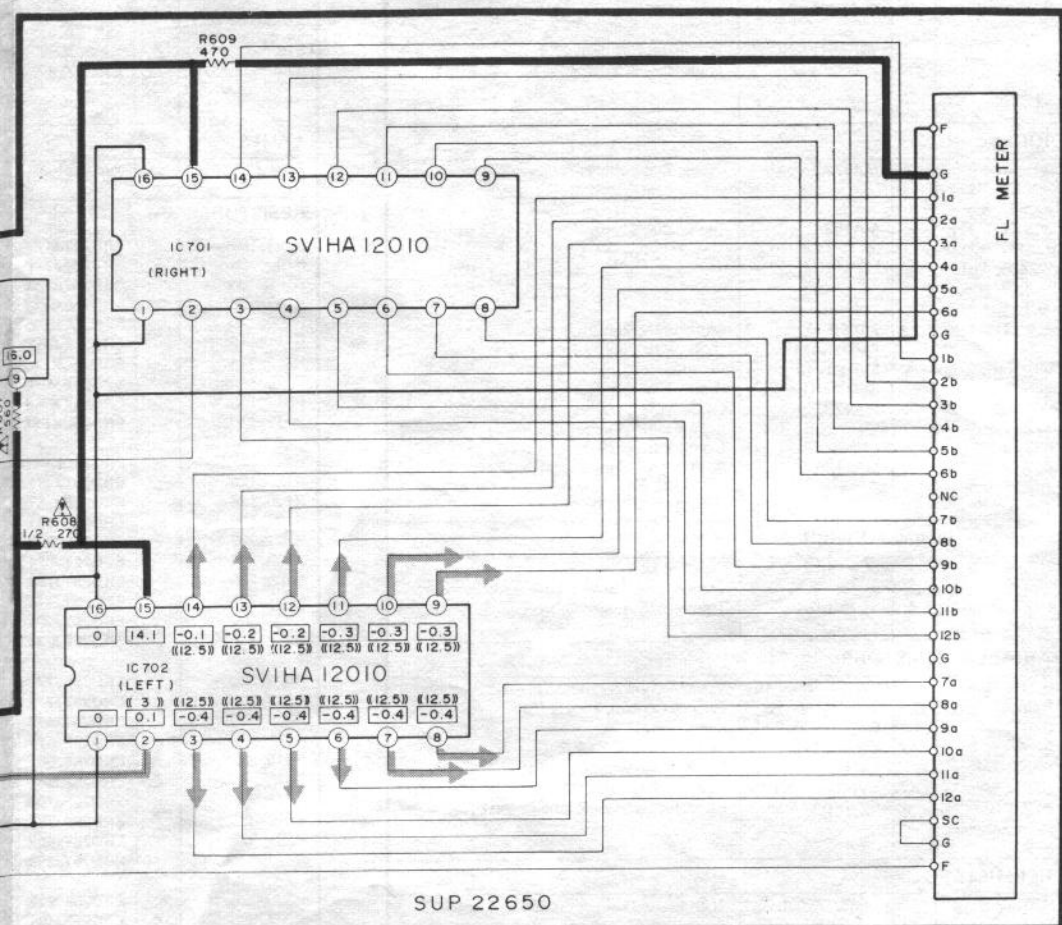 R609
470
F
G
1a
2a
3a
4a
5a
6a
G
1b
2b
3b
4b
5b
6b
NC
7b
8b
9b
10b
11b
12b
G
7a
8a
9a
10a
11a
12a
SC
G
F
FL METER
16 15 14 13 12 11 10 9
IC701
(RIGHT)
SVIHA 12010
1 2 3 4 5 6 7 8
16.0
9
560
R608
1/2 270
16 15 14 13 12 11 10 9
0 14.1 -0.1 -0.2 -0.2 -0.3 -0.3 -0.3
((12.5)) ((12.5)) ((12.5)) ((12.5)) ((12.5)) ((12.5))
IC702
(LEFT)
SVIHA 12010
(( 3 )) ((12.5)) ((12.5)) ((12.5)) ((12.5)) ((12.5)) ((12.5))
0 0.1 -0.4 -0.4 -0.4 -0.4 -0.4 -0.4
1 2 3 4 5 6 7 8
SUP 22650